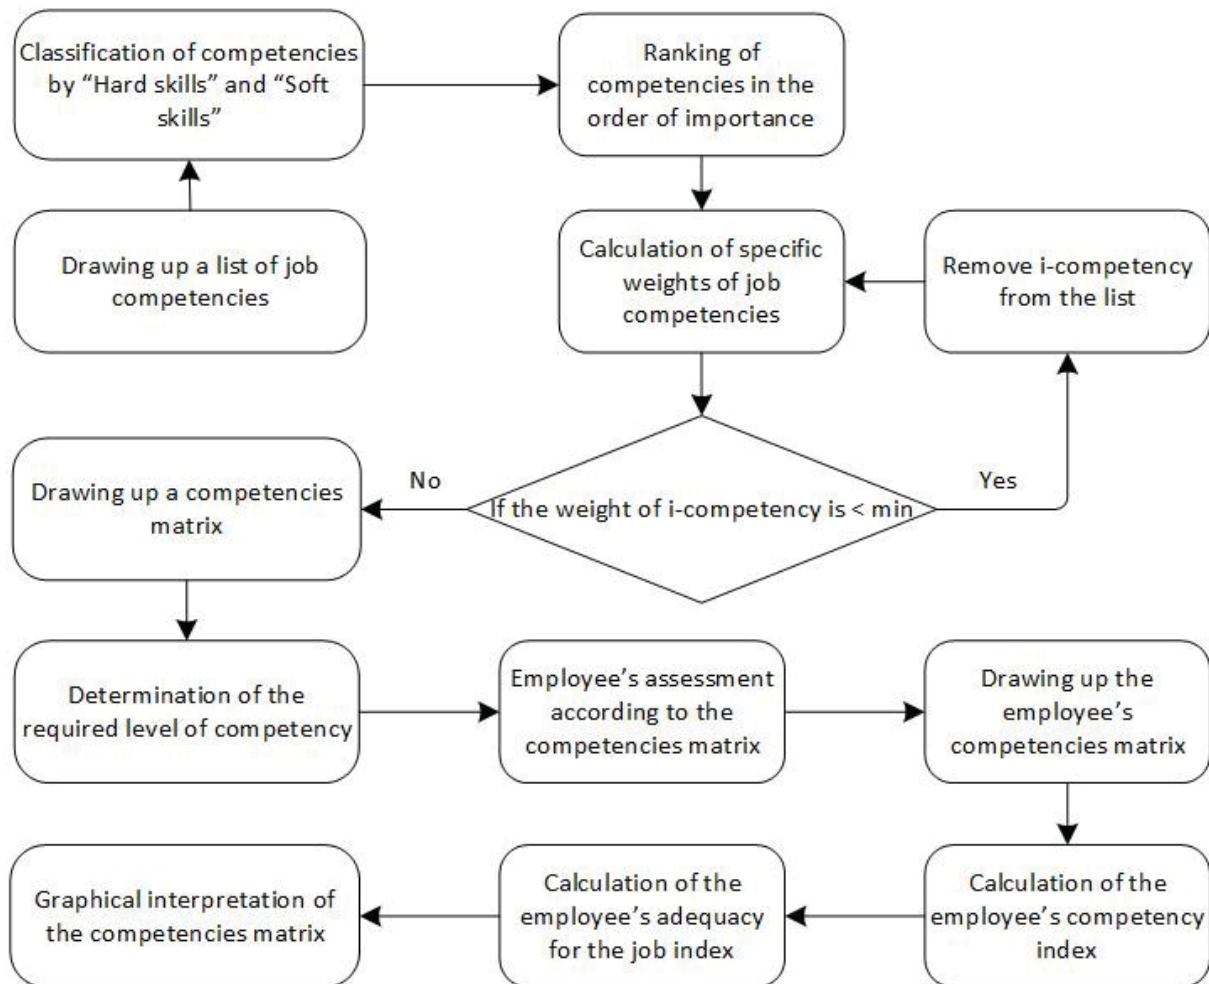 Classification of competencies
by “Hard skills” and “Soft
skills”
Ranking of
competencies in the
order of importance
Drawing up a list of job
competencies
Calculation of specific
weights of job
competencies
Remove i-competency
from the list
Drawing up a competencies
matrix
No
If the weight of i-competency is < min
Yes
Determination of the
required level of competency
Employee’s assessment
according to the
competencies matrix
Drawing up the
employee’s
competencies matrix
Graphical interpretation of
the competencies matrix
Calculation of the
employee’s adequacy
for the job index
Calculation of the
employee’s competency
index